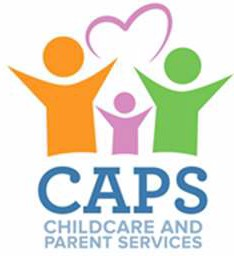 CAPS
CHILDCARE AND
PARENT SERVICES